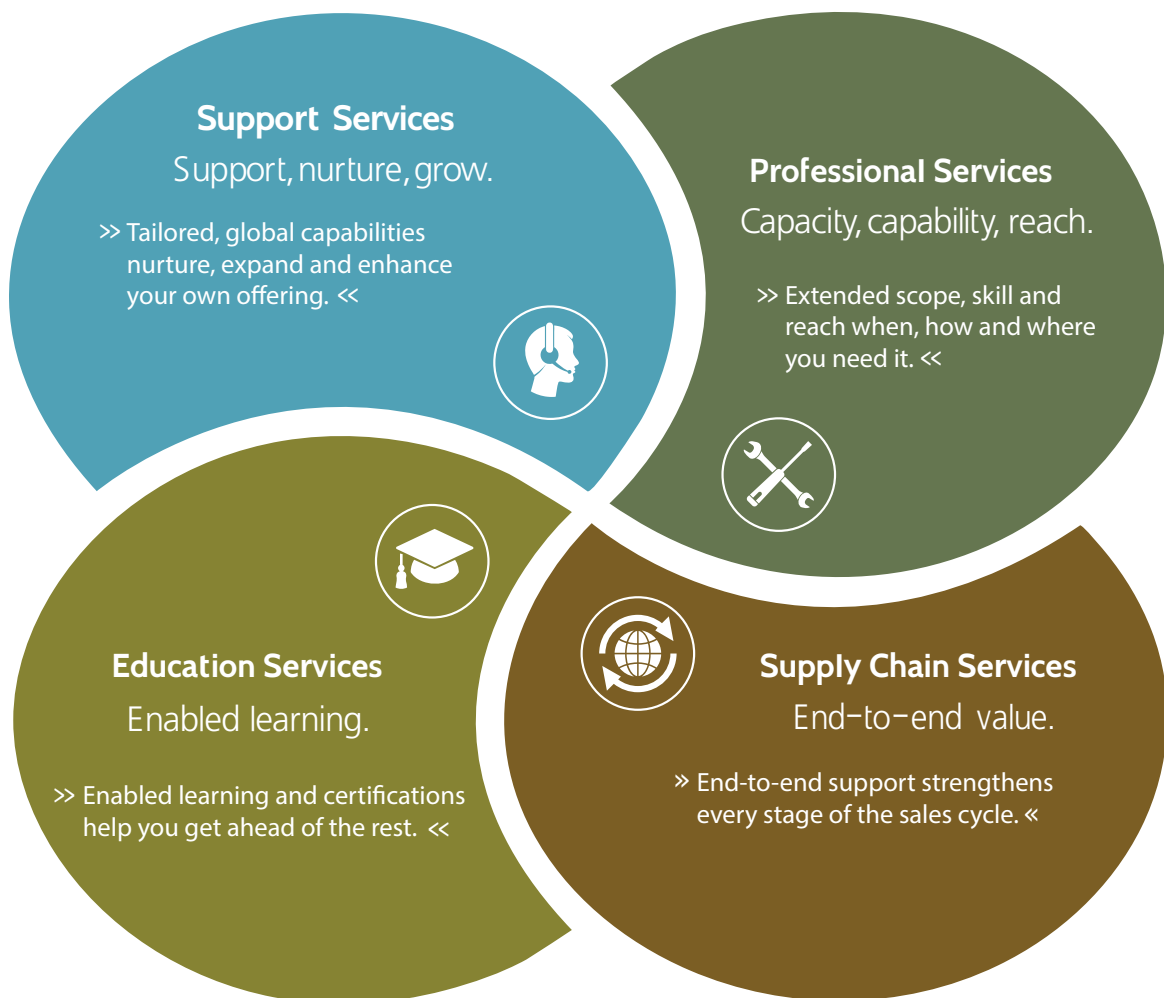 Support Services
Support, nurture, grow.
>> Tailored, global capabilities
nurture, expand and enhance
your own offering. <<
Professional Services
Capacity, capability, reach.
>> Extended scope, skill and
reach when, how and where
you need it. <<
Education Services
Enabled learning.
>> Enabled learning and certifications
help you get ahead of the rest. <<
Supply Chain Services
End-to-end value.
» End-to-end support strengthens
every stage of the sales cycle. «